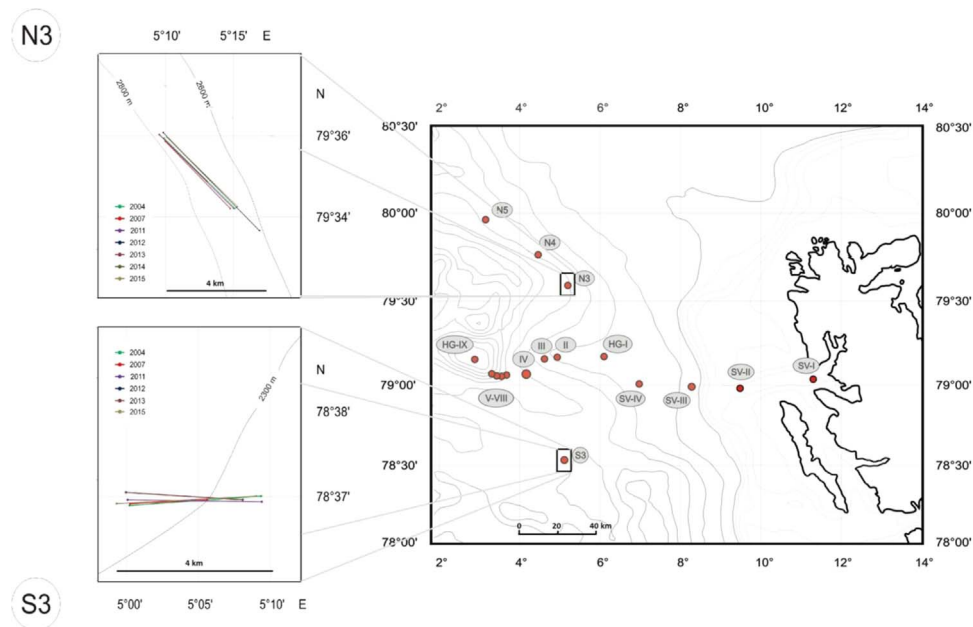 N3
5°10' 5°15' E
2800 m
2600 m
N
79°36'
79°34'
2004
2007
2011
2012
2013
2014
2015
4 km
2004
2007
2011
2012
2013
2015
2300 m
N
78°38'
78°37'
4 km
5°00' 5°05' 5°10' E
S3
2° 4° 6° 8° 10° 12° 14°
80°30' 80°30'
80°00' 80°00'
79°30' 79°30'
79°00' 79°00'
78°30' 78°30'
78°00' 78°00'
N5
N4
N3
HG-IX
IV
III
II
HG-I
V-VIII
SV-IV
SV-III
SV-II
SV-I
S3
0 20 40 km
2° 4° 6° 8° 10° 12° 14°